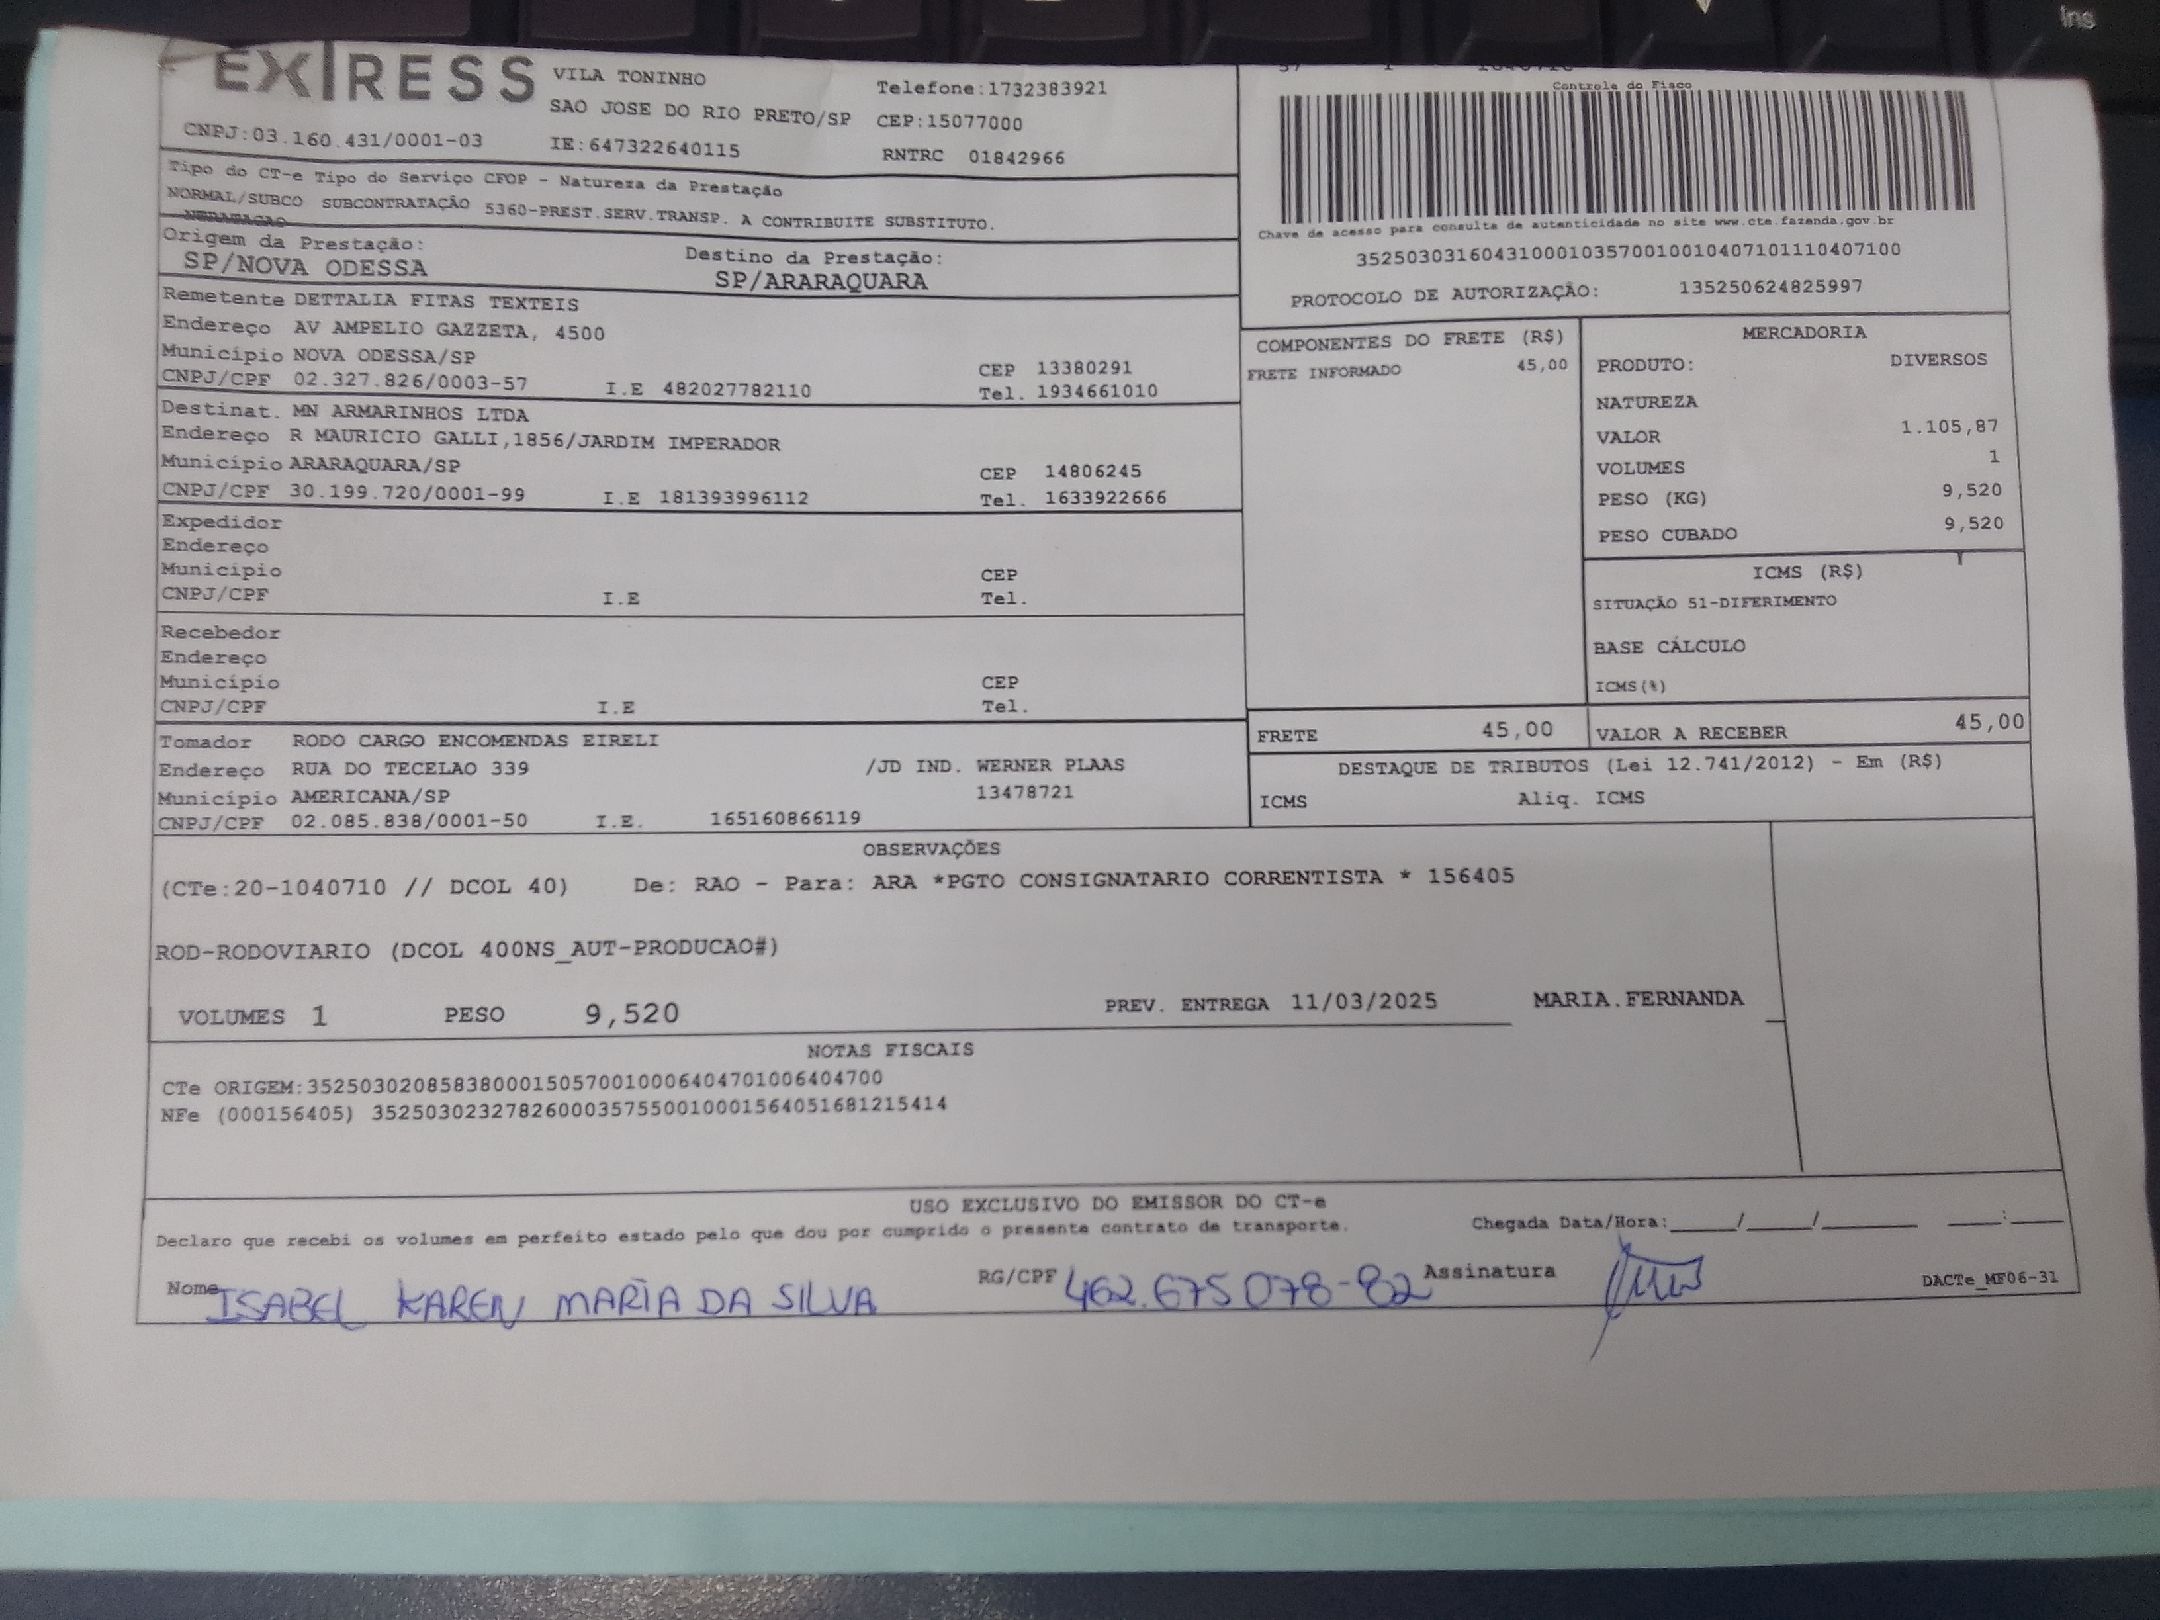 EXPRESS
VILA TONINHO
Telefone:1732383921
SAO JOSE DO RIO PRETO/SP CEP:15077000
CNPJ:03.160.431/0001-03 IE:647322640115 RNTRC 01842966
Tipo do CT-e Tipo do Serviço CFOP - Natureza da Prestação
NORMAL/SUBCO SUBCONTRATAÇÃO 5360-PREST.SERV.TRANSP. A CONTRIBUITE SUBSTITUTO.
NTRATACAO
Origem da Prestação: Destino da Prestação:
SP/NOVA ODESSA SP/ARARAQUARA
Remetente DETTALIA FITAS TEXTEIS
Endereço AV AMPELIO GAZZETA, 4500
Município NOVA ODESSA/SP CEP 13380291
CNPJ/CPF 02.327.826/0003-57 I.E 482027782110 Tel. 1934661010
Destinat. MN ARMARINHOS LTDA
Endereço R MAURICIO GALLI,1856/JARDIM IMPERADOR
Município ARARAQUARA/SP CEP 14806245
CNPJ/CPF 30.199.720/0001-99 I.E 181393996112 Tel. 1633922666
Expedidor
Endereço
Município CEP
CNPJ/CPF I.E Tel.
Recebedor
Endereço
Município CEP
CNPJ/CPF I.E Tel.
Tomador RODO CARGO ENCOMENDAS EIRELI
Endereço RUA DO TECELAO 339 /JD IND. WERNER PLAAS
Município AMERICANA/SP 13478721
CNPJ/CPF 02.085.838/0001-50 I.E. 165160866119
Controle do Fisco
Chave de acesso para consulta de autenticidade no site www.cte.fazenda.gov.br
35250303160431000103570010010407101110407100
PROTOCOLO DE AUTORIZAÇÃO: 135250624825997
COMPONENTES DO FRETE (R$)
FRETE INFORMADO 45,00
MERCADORIA
PRODUTO: DIVERSOS
NATUREZA
VALOR 1.105,87
VOLUMES 1
PESO (KG) 9,520
PESO CUBADO 9,520
ICMS (R$)
SITUAÇÃO 51-DIFERIMENTO
BASE CÁLCULO
ICMS(%)
FRETE 45,00 VALOR A RECEBER 45,00
DESTAQUE DE TRIBUTOS (Lei 12.741/2012) - Em (R$)
ICMS Aliq. ICMS
OBSERVAÇÕES
(CTe:20-1040710 // DCOL 40) De: RAO - Para: ARA *PGTO CONSIGNATARIO CORRENTISTA * 156405
ROD-RODOVIARIO (DCOL 400NS_AUT-PRODUCAO#)
VOLUMES 1 PESO 9,520 PREV. ENTREGA 11/03/2025 MARIA.FERNANDA
NOTAS FISCAIS
CTe ORIGEM:35250302085838000150570010006404701006404700
NFe (000156405) 35250302327826000357550010001564051681215414
USO EXCLUSIVO DO EMISSOR DO CT-e
Declaro que recebi os volumes em perfeito estado pelo que dou por cumprido o presente contrato de transporte. Chegada Data/Hora:_____/_____/_______ ____:____
Nome ISABEL KAREN MARIA DA SILVA RG/CPF 462.675078-82 Assinatura
DACTe_MF06-31
Ins